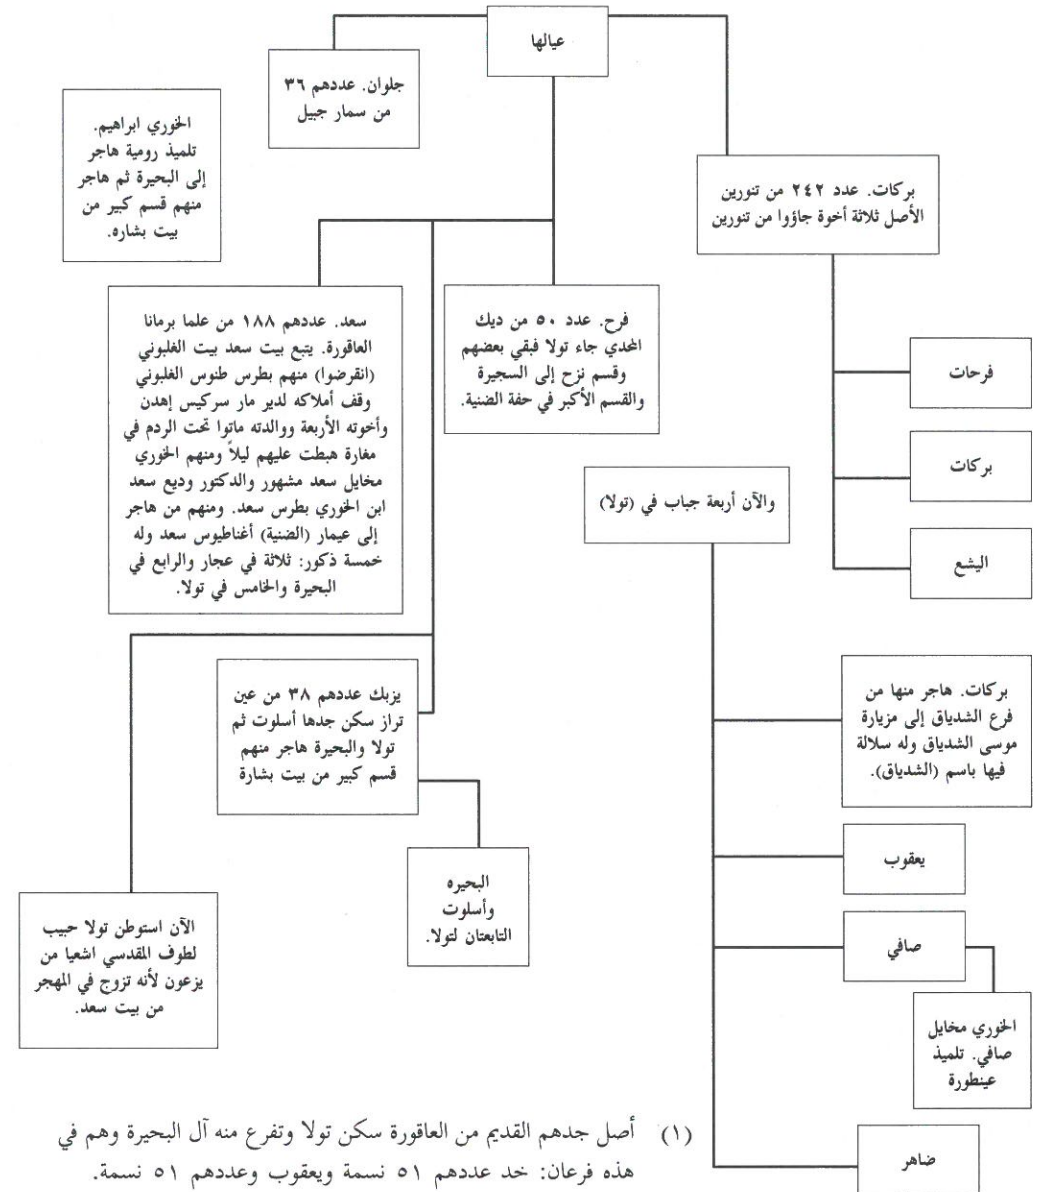 عيالها
جلوان. عددهم ٣٦
من سمار جبيل
الخوري ابراهيم.
تلميذ رومية هاجر
إلى البحيرة ثم هاجر
منهم قسم كبير من
بيت بشاره.
بركات. عدد ٢٤٢ من تنورين
الأصل ثلاثة أخوة جاؤوا من تنورين
فرحات
بركات
اليشع
فرح. عدد ٥٠ من ديك
المحدي جاء تولا فبقي بعضهم
وقسم نزح إلى السجيرة
والقسم الأكبر في حفة الضنية.
سعد. عددهم ١٨٨ من علما برمانا
العاقورة. يتبع بيت سعد بيت الغلبوني
(انقرضوا) منهم بطرس طنوس الغلبوني
وقف أملاكه لدير مار سركيس إهدن
وأخوته الأربعة ووالدته ماتوا تحت الردم في
مغارة هبطت عليهم ليلاً ومنهم الخوري
مخايل سعد مشهور والدكتور وديع سعد
ابن الخوري بطرس سعد. ومنهم من هاجر
إلى عيمار (الضنية) أغناطيوس سعد وله
خمسة ذكور: ثلاثة في عجار والرابع في
البحيرة والخامس في تولا.
والآن أربعة جباب في (تولا)
بركات. هاجر منها من
فرع الشدياق إلى مزيارة
موسى الشدياق وله سلالة
فيها باسم (الشدياق).
يعقوب
صافي
الخوري مخايل
صافي. تلميذ
عينطورة
ضاهر
يزبك عددهم ٣٨ من عين
تراز سكن جدها أسلوت ثم
تولا والبحيرة هاجر منهم
قسم كبير من بيت بشارة
البحيره
وأسلوت
التابعتان لتولا.
الآن استوطن تولا حبيب
لطوف المقدسي اشعيا من
يزعون لأنه تزوج في المهجر
من بيت سعد.
(١) أصل جدهم القديم من العاقورة سكن تولا وتفرع منه آل البحيرة وهم في
هذه فرعان: خد عددهم ٥١ نسمة ويعقوب وعددهم ٥١ نسمة.